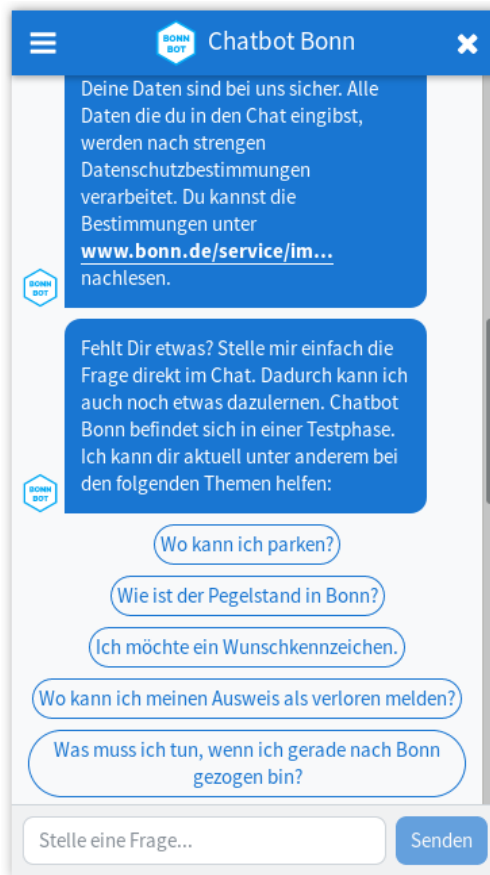 BONN
BOT
Chatbot Bonn
Deine Daten sind bei uns sicher. Alle
Daten die du in den Chat eingibst,
werden nach strengen
Datenschutzbestimmungen
verarbeitet. Du kannst die
Bestimmungen unter
www.bonn.de/service/im...
nachlesen.
BONN
BOT
Fehlt Dir etwas? Stelle mir einfach die
Frage direkt im Chat. Dadurch kann ich
auch noch etwas dazulernen. Chatbot
Bonn befindet sich in einer Testphase.
Ich kann dir aktuell unter anderem bei
den folgenden Themen helfen:
BONN
BOT
Wo kann ich parken?
Wie ist der Pegelstand in Bonn?
Ich möchte ein Wunschkennzeichen.
Wo kann ich meinen Ausweis als verloren melden?
Was muss ich tun, wenn ich gerade nach Bonn
gezogen bin?
Stelle eine Frage...
Senden